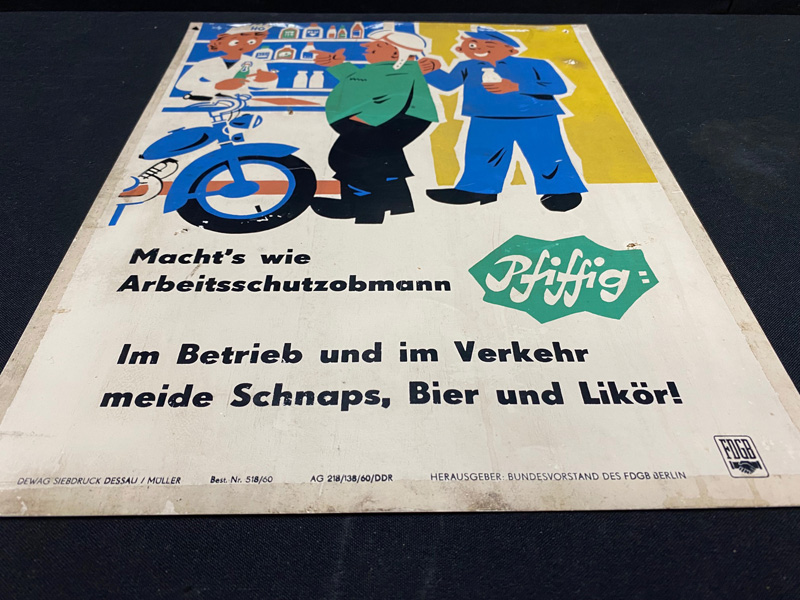 HO
Macht's wie
Arbeitsschutzobmann Pfiffig:
Im Betrieb und im Verkehr
meide Schnaps, Bier und Likör!
FDGB
DEWAG SIEBDRUCK DESSAU / MÜLLER Best. Nr. 518/60 AG 218/138/60/DDR HERAUSGEBER: BUNDESVORSTAND DES FDGB BERLIN